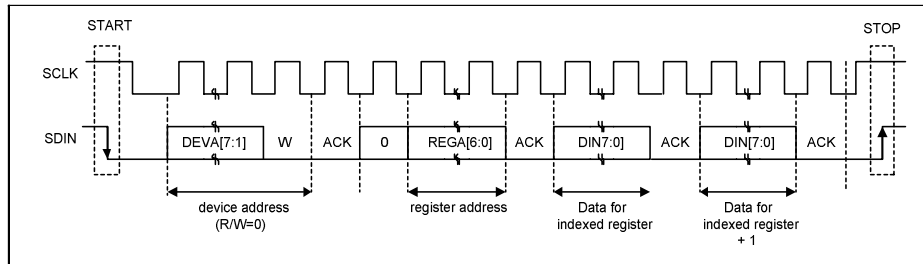 START STOP
SCLK
SDIN DEVA[7:1] W ACK 0 REGA[6:0] ACK DIN7:0] ACK DIN[7:0] ACK
device address register address Data for Data for
(R/W=0) indexed register indexed register
+ 1